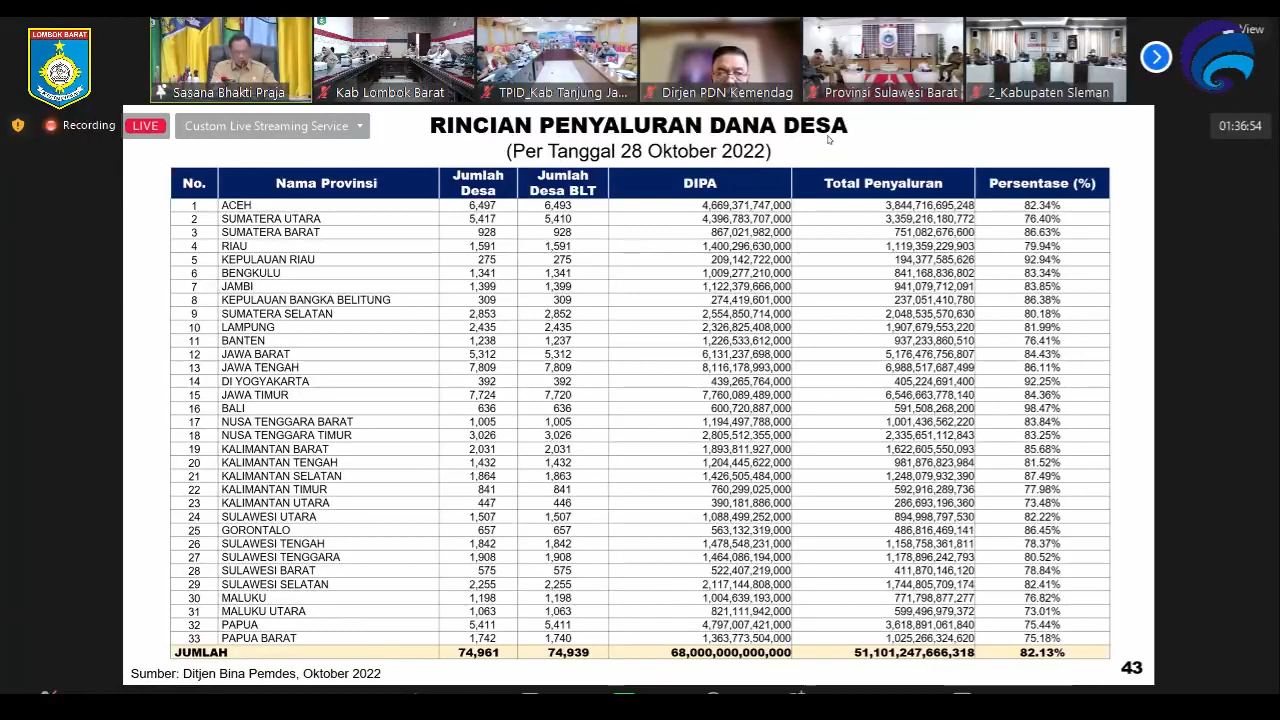 LOMBOK BARAT
View
Sasana Bhakti Praja
Kab Lombok Barat
TPID_Kab Tanjung Ja...
Dirjen PDN Kemendag
Provinsi Sulawesi Barat
2_Kabupaten Sleman
Recording
LIVE
Custom Live Streaming Service
01:36:54
RINCIAN PENYALURAN DANA DESA
(Per Tanggal 28 Oktober 2022)
No. Nama Provinsi Jumlah Desa Jumlah Desa BLT DIPA Total Penyaluran Persentase (%)
1 ACEH 6,497 6,493 4,669,371,747,000 3,844,716,695,248 82.34%
2 SUMATERA UTARA 5,417 5,410 4,396,783,707,000 3,359,216,180,772 76.40%
3 SUMATERA BARAT 928 928 867,021,982,000 751,082,676,600 86.63%
4 RIAU 1,591 1,591 1,400,296,630,000 1,119,359,229,903 79.94%
5 KEPULAUAN RIAU 275 275 209,142,722,000 194,377,585,626 92.94%
6 BENGKULU 1,341 1,341 1,009,277,210,000 841,168,836,802 83.34%
7 JAMBI 1,399 1,399 1,122,379,666,000 941,079,712,091 83.85%
8 KEPULAUAN BANGKA BELITUNG 309 309 274,419,601,000 237,051,410,780 86.38%
9 SUMATERA SELATAN 2,853 2,852 2,554,850,714,000 2,048,535,570,630 80.18%
10 LAMPUNG 2,435 2,435 2,326,825,408,000 1,907,679,553,220 81.99%
11 BANTEN 1,238 1,237 1,226,533,612,000 937,233,860,510 76.41%
12 JAWA BARAT 5,312 5,312 6,131,237,698,000 5,176,476,756,807 84.43%
13 JAWA TENGAH 7,809 7,809 8,116,178,993,000 6,988,517,687,499 86.11%
14 DI YOGYAKARTA 392 392 439,265,764,000 405,224,691,400 92.25%
15 JAWA TIMUR 7,724 7,720 7,760,089,489,000 6,546,663,778,140 84.36%
16 BALI 636 636 600,720,887,000 591,508,268,200 98.47%
17 NUSA TENGGARA BARAT 1,005 1,005 1,194,497,788,000 1,001,436,562,220 83.84%
18 NUSA TENGGARA TIMUR 3,026 3,026 2,805,512,355,000 2,335,651,112,843 83.25%
19 KALIMANTAN BARAT 2,031 2,031 1,893,811,927,000 1,622,605,550,093 85.68%
20 KALIMANTAN TENGAH 1,432 1,432 1,204,445,622,000 981,876,823,984 81.52%
21 KALIMANTAN SELATAN 1,864 1,863 1,426,505,484,000 1,248,079,932,390 87.49%
22 KALIMANTAN TIMUR 841 841 760,299,025,000 592,916,289,736 77.98%
23 KALIMANTAN UTARA 447 446 390,181,886,000 286,693,196,360 73.48%
24 SULAWESI UTARA 1,507 1,507 1,088,499,252,000 894,998,797,530 82.22%
25 GORONTALO 657 657 563,132,319,000 486,816,469,141 86.45%
26 SULAWESI TENGAH 1,842 1,842 1,478,548,231,000 1,158,758,361,811 78.37%
27 SULAWESI TENGGARA 1,908 1,908 1,464,086,194,000 1,178,896,242,793 80.52%
28 SULAWESI BARAT 575 575 522,407,219,000 411,870,146,120 78.84%
29 SULAWESI SELATAN 2,255 2,255 2,117,144,808,000 1,744,805,709,174 82.41%
30 MALUKU 1,198 1,198 1,004,639,193,000 771,798,877,277 76.82%
31 MALUKU UTARA 1,063 1,063 821,111,942,000 599,496,979,372 73.01%
32 PAPUA 5,411 5,411 4,797,007,421,000 3,618,891,061,840 75.44%
33 PAPUA BARAT 1,742 1,740 1,363,773,504,000 1,025,266,324,620 75.18%
JUMLAH 74,961 74,939 68,000,000,000,000 51,101,247,666,318 82.13%
Sumber: Ditjen Bina Pemdes, Oktober 2022
43